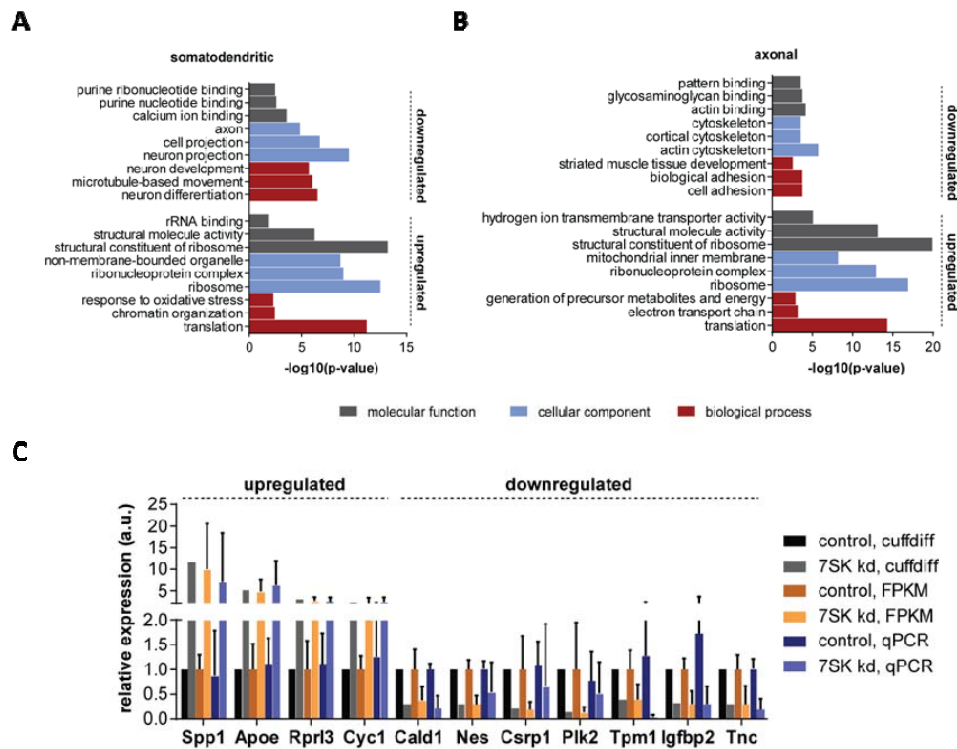 A
somatodendritic
purine ribonucleotide binding
purine nucleotide binding
calcium ion binding
axon
cell projection
neuron projection
neuron development
microtubule-based movement
neuron differentiation
downregulated
rRNA binding
structural molecule activity
structural constituent of ribosome
non-membrane-bounded organelle
ribonucleoprotein complex
ribosome
response to oxidative stress
chromatin organization
translation
upregulated
0 5 10 15
-log10(p-value)
B
axonal
pattern binding
glycosaminoglycan binding
actin binding
cytoskeleton
cortical cytoskeleton
actin cytoskeleton
striated muscle tissue development
biological adhesion
cell adhesion
downregulated
hydrogen ion transmembrane transporter activity
structural molecule activity
structural constituent of ribosome
mitochondrial inner membrane
ribonucleoprotein complex
ribosome
generation of precursor metabolites and energy
electron transport chain
translation
upregulated
0 5 10 15 20
-log10(p-value)
molecular function cellular component biological process
C
upregulated downregulated
relative expression (a.u.)
25
20
15
10
5
2.0
1.5
1.0
0.5
0.0
Spp1 Apoe Rprl3 Cyc1 Cald1 Nes Csrp1 Plk2 Tpm1 Igfbp2 Tnc
control, cuffdiff
7SK kd, cuffdiff
control, FPKM
7SK kd, FPKM
control, qPCR
7SK kd, qPCR